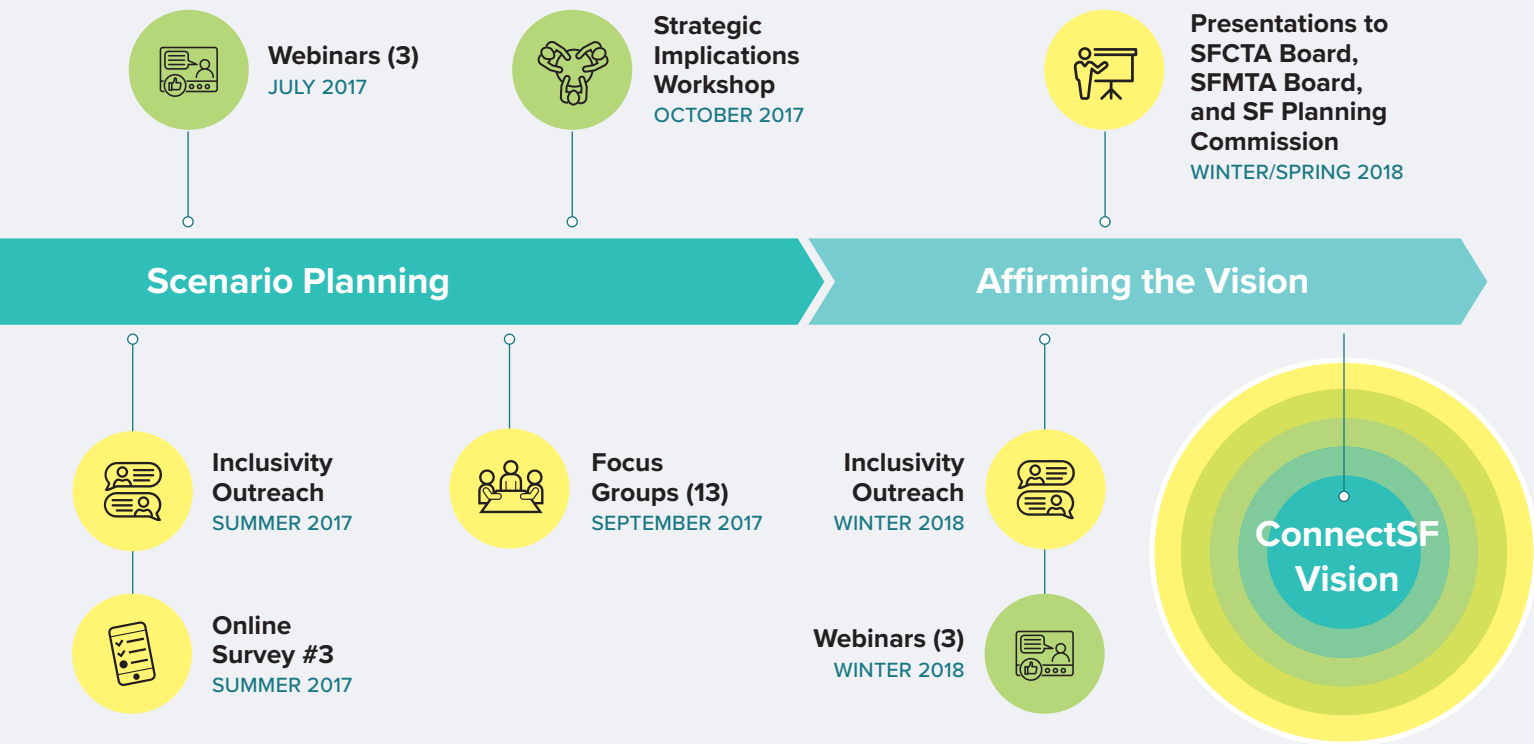 Webinars (3)
JULY 2017
Strategic
Implications
Workshop
OCTOBER 2017
Presentations to
SFCTA Board,
SFMTA Board,
and SF Planning
Commission
WINTER/SPRING 2018
Scenario Planning
Affirming the Vision
Inclusivity
Outreach
SUMMER 2017
Focus
Groups (13)
SEPTEMBER 2017
Inclusivity
Outreach
WINTER 2018
ConnectSF
Vision
Online
Survey #3
SUMMER 2017
Webinars (3)
WINTER 2018